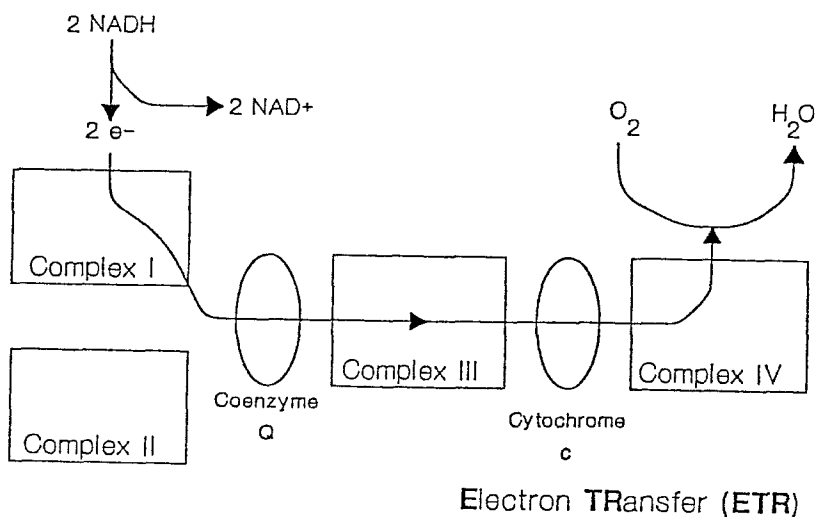 2 NADH
2 NAD+
2 e-
O2
H2O
Complex I
Complex II
Coenzyme
Q
Complex III
Cytochrome
c
Complex IV
Electron TRansfer (ETR)